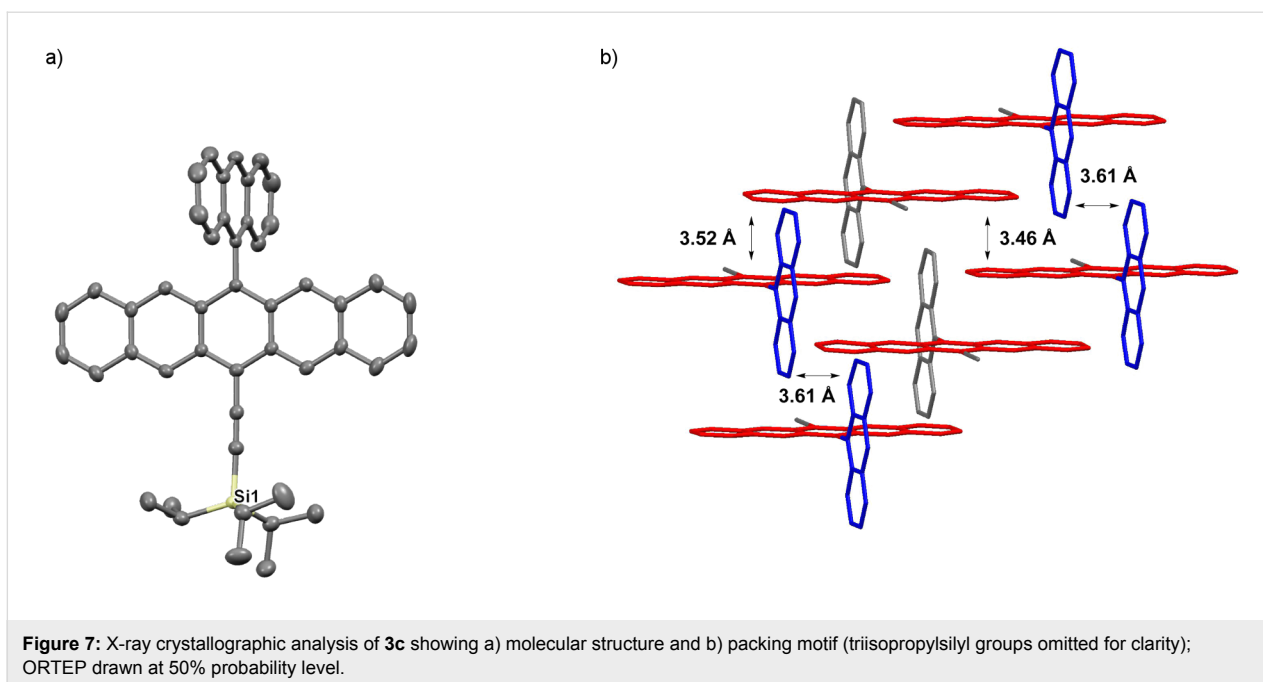 a)
b)
3.61 Å
3.52 Å
3.46 Å
3.61 Å
Si1
Figure 7: X-ray crystallographic analysis of 3c showing a) molecular structure and b) packing motif (triisopropylsilyl groups omitted for clarity);
ORTEP drawn at 50% probability level.